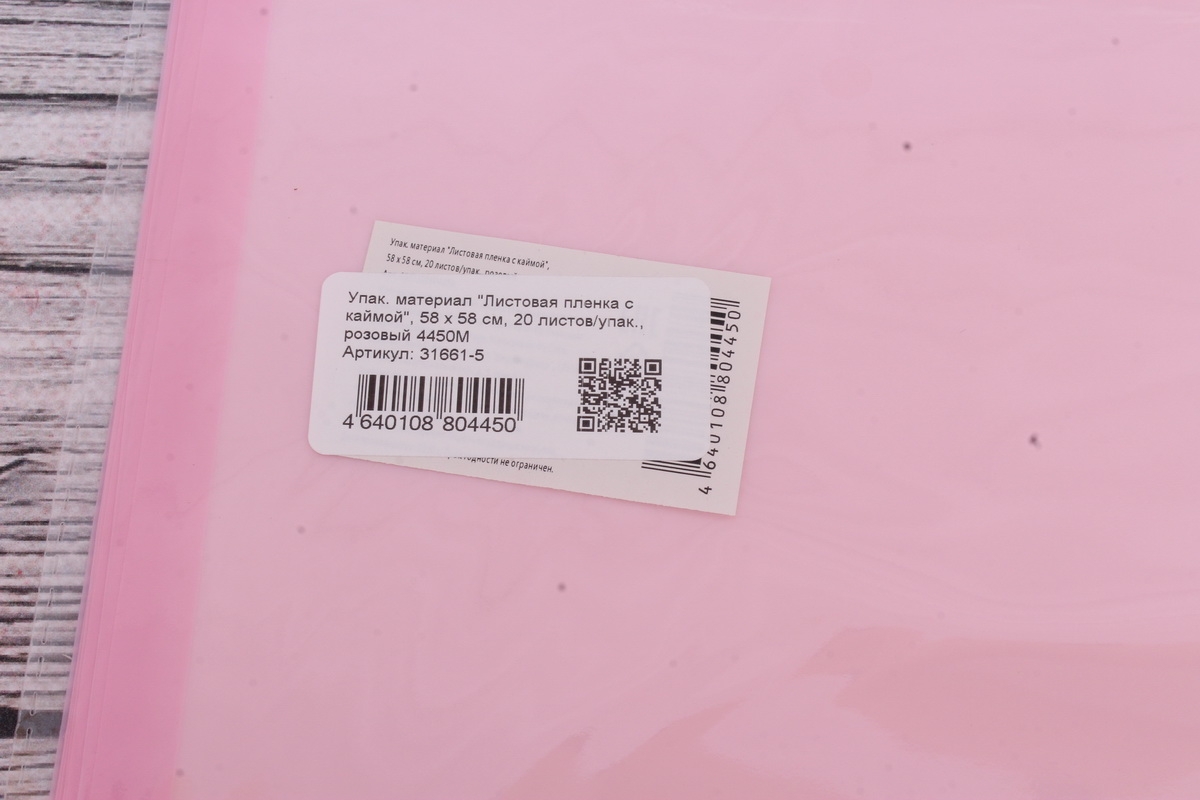 Упак. материал "Листовая пленка с каймой",
58 x 58 см, 20 листов/упак.,
Упак. материал "Листовая пленка с
каймой", 58 x 58 см, 20 листов/упак.,
розовый 4450М
Артикул: 31661-5
4 640108 804450
не ограничен.
4 640108 804450